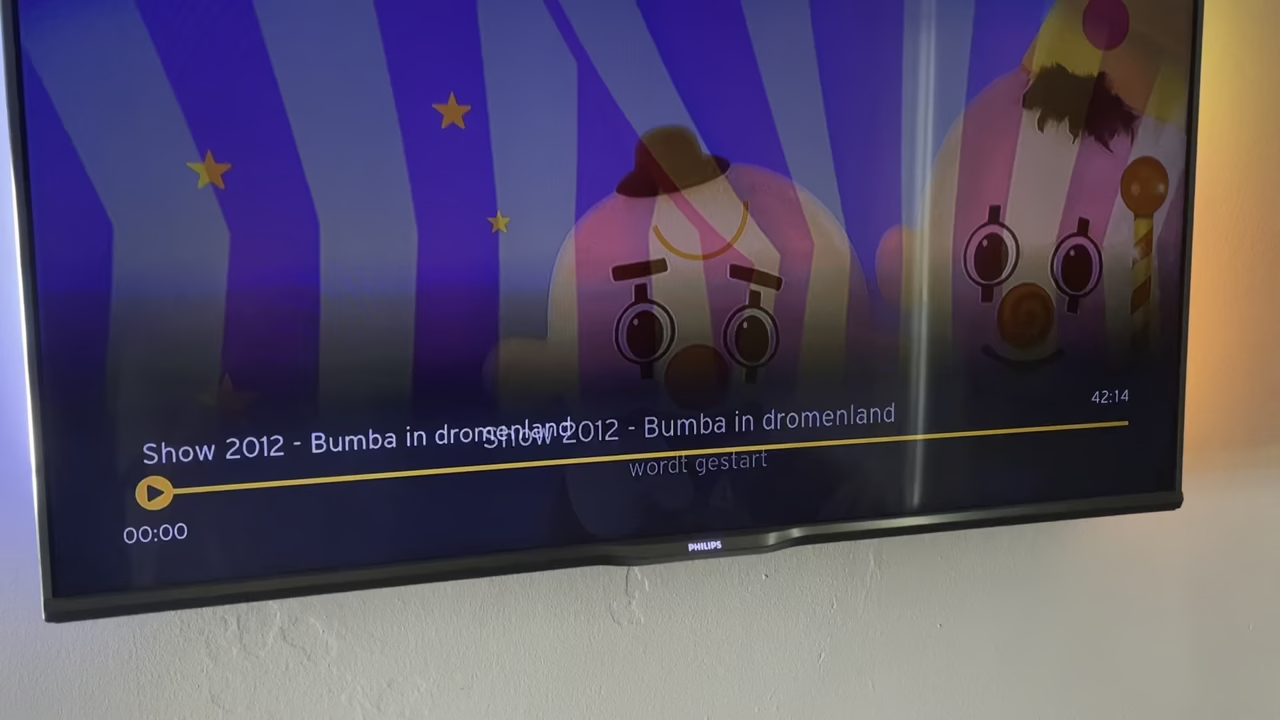 42:14
Show 2012 - Bumba in dromenland
Show 2012 - Bumba in dromenland
wordt gestart
00:00
PHILIPS